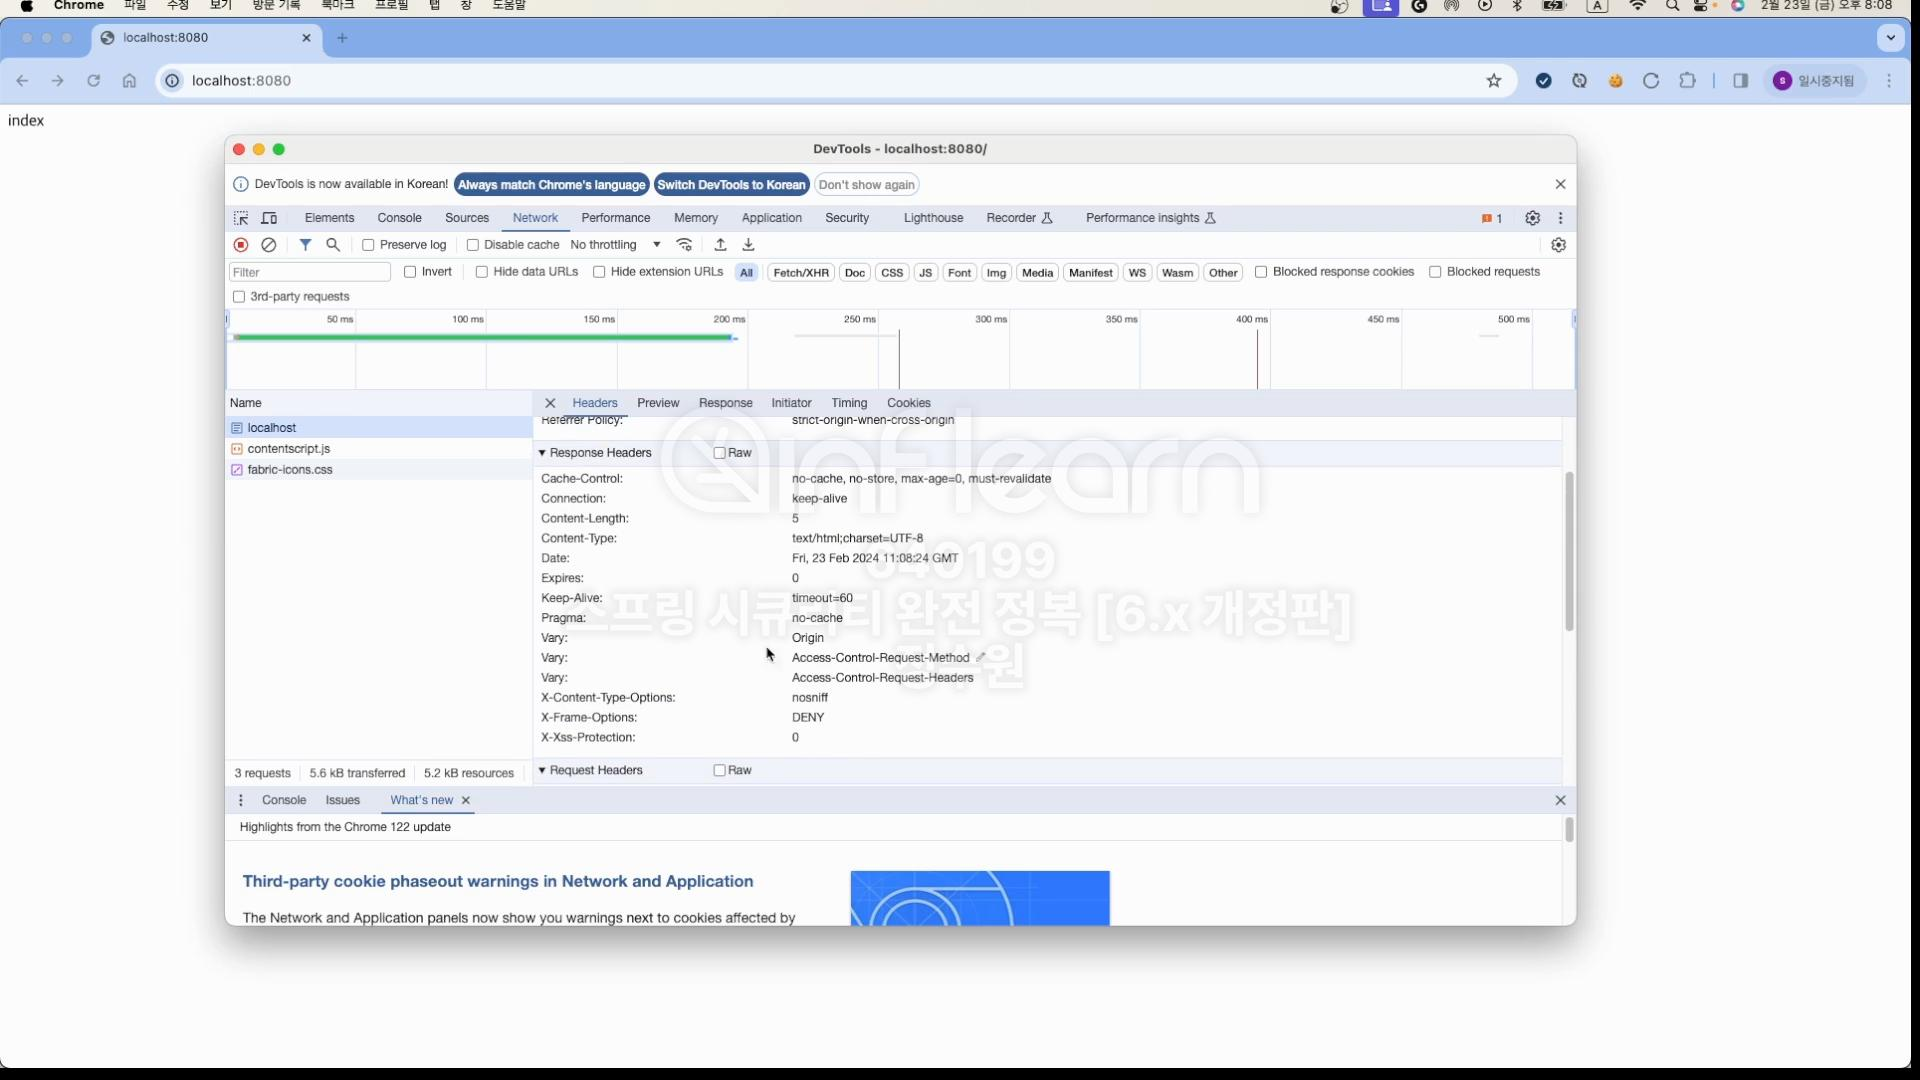 Chrome 파일 수정 보기 방문 기록 북마크 프로필 탭 창 도움말 A 2월 23일 (금) 오후 8:08
localhost:8080
localhost:8080 S 일시중지됨
index
DevTools - localhost:8080/
DevTools is now available in Korean! Always match Chrome's language Switch DevTools to Korean Don't show again
Elements Console Sources Network Performance Memory Application Security Lighthouse Recorder Performance insights 1
Preserve log Disable cache No throttling
Filter Invert Hide data URLs Hide extension URLs All Fetch/XHR Doc CSS JS Font Img Media Manifest WS Wasm Other Blocked response cookies Blocked requests
3rd-party requests
50 ms 100 ms 150 ms 200 ms 250 ms 300 ms 350 ms 400 ms 450 ms 500 ms
Name Headers Preview Response Initiator Timing Cookies
localhost
contentscript.js
fabric-icons.css
Referrer Policy: strict-origin-when-cross-origin
Response Headers Raw
Cache-Control: no-cache, no-store, max-age=0, must-revalidate
Connection: keep-alive
Content-Length: 5
Content-Type: text/html;charset=UTF-8
Date: Fri, 23 Feb 2024 11:08:24 GMT
Expires: 0
Keep-Alive: timeout=60
Pragma: no-cache
Vary: Origin
Vary: Access-Control-Request-Method
Vary: Access-Control-Request-Headers
X-Content-Type-Options: nosniff
X-Frame-Options: DENY
X-Xss-Protection: 0
Request Headers Raw
inflearn
640199
스프링 시큐리티 완전 정복 [6.x 개정판]
3 requests 5.6 kB transferred 5.2 kB resources
Console Issues What's new
Highlights from the Chrome 122 update
Third-party cookie phaseout warnings in Network and Application
The Network and Application panels now show you warnings next to cookies affected by